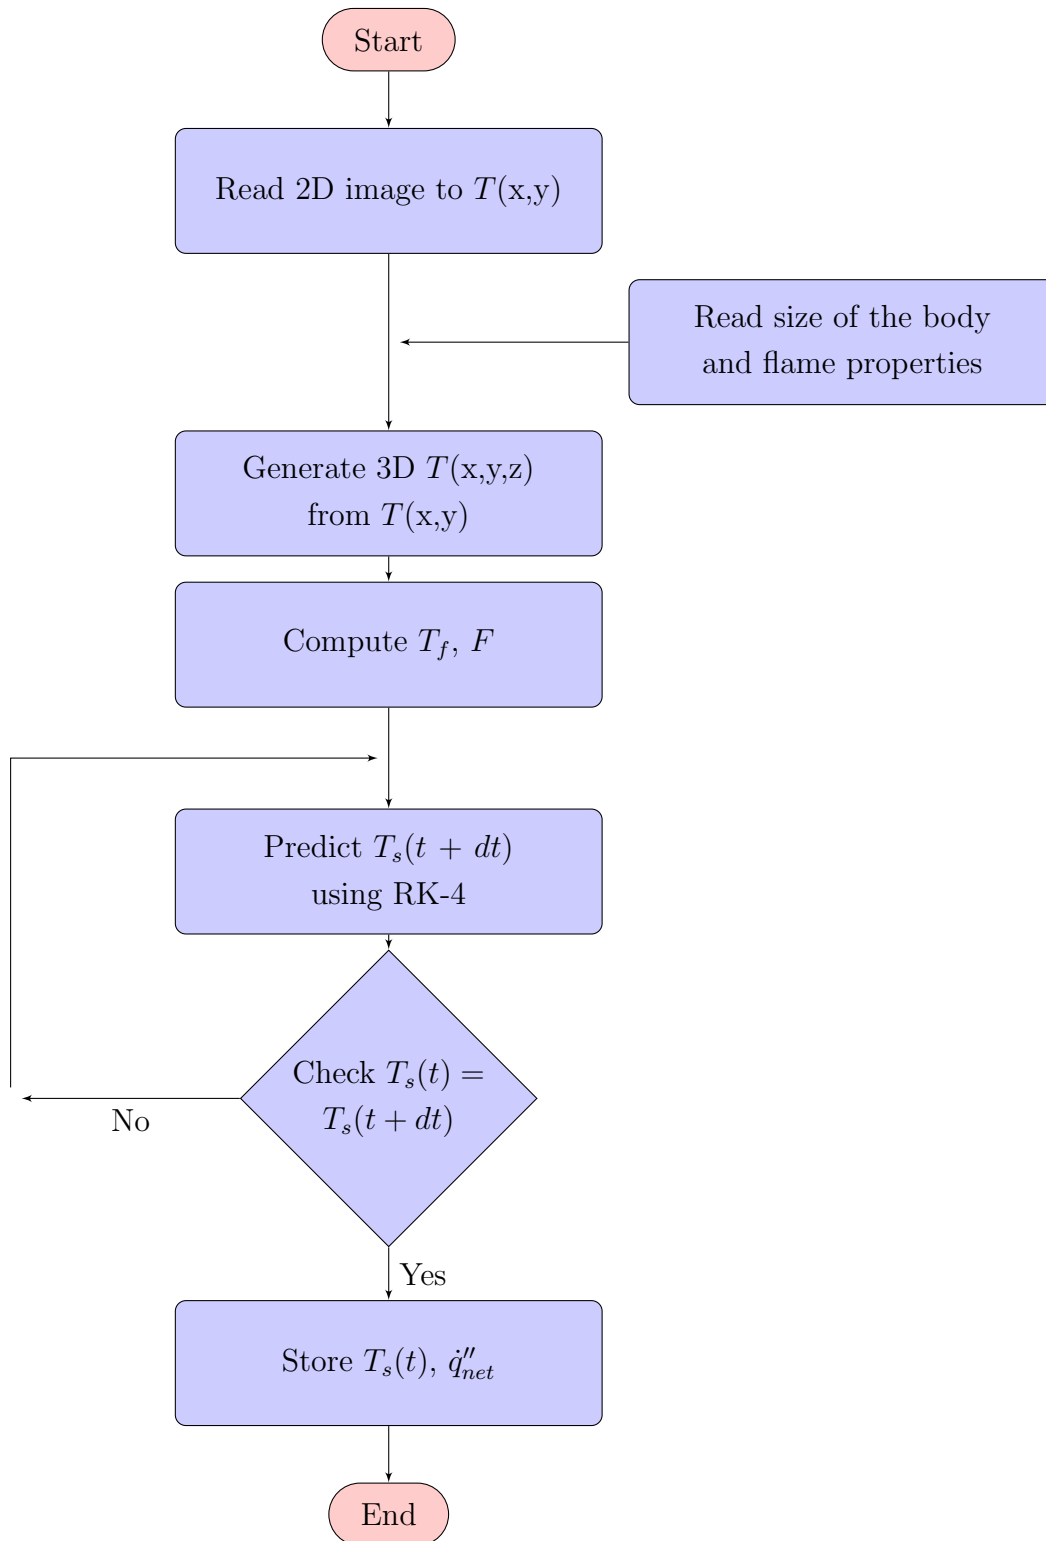 Start
Read 2D image to T(x,y)
Read size of the body
and flame properties
Generate 3D T(x,y,z)
from T(x,y)
Compute T_f, F
Predict T_s(t + dt)
using RK-4
Check T_s(t) =
T_s(t + dt)
No
Yes
Store T_s(t), q̇″_net
End